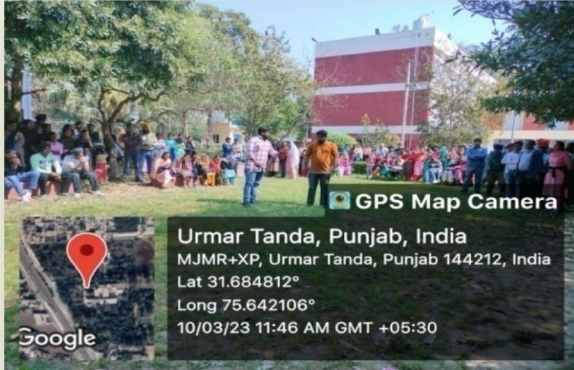 GPS Map Camera
Urmar Tanda, Punjab, India
MJMR+XP, Urmar Tanda, Punjab 144212, India
Lat 31.684812°
Long 75.642106°
10/03/23 11:46 AM GMT +05:30
Google